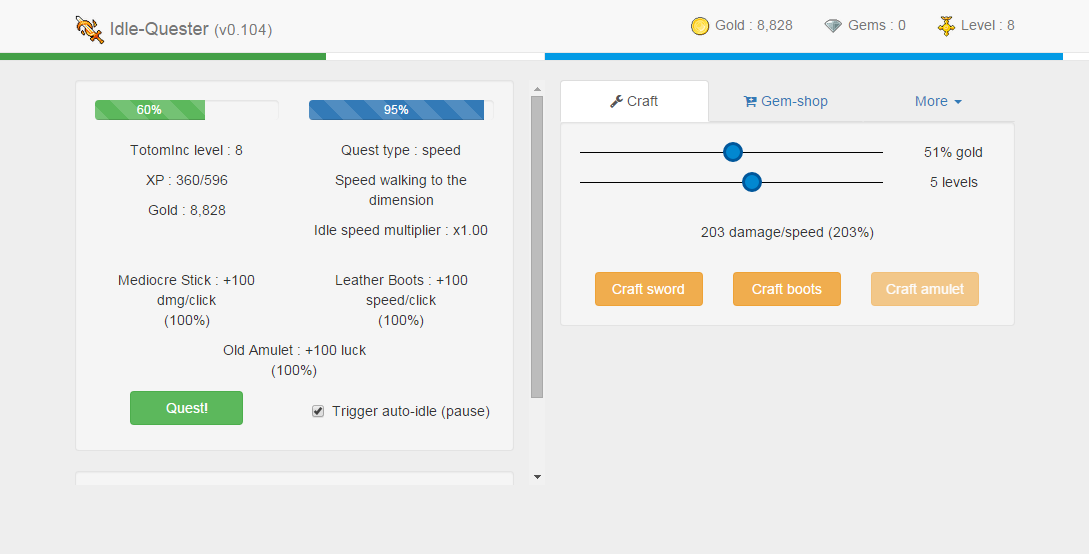 Idle-Quester (v0.104)
Gold : 8,828
Gems : 0
Level : 8
60%
95%
TotomInc level : 8
XP : 360/596
Gold : 8,828
Quest type : speed
Speed walking to the
dimension
Idle speed multiplier : x1.00
Mediocre Stick : +100
dmg/click
(100%)
Leather Boots : +100
speed/click
(100%)
Old Amulet : +100 luck
(100%)
Quest!
Trigger auto-idle (pause)
Craft
Gem-shop
More
51% gold
5 levels
203 damage/speed (203%)
Craft sword
Craft boots
Craft amulet